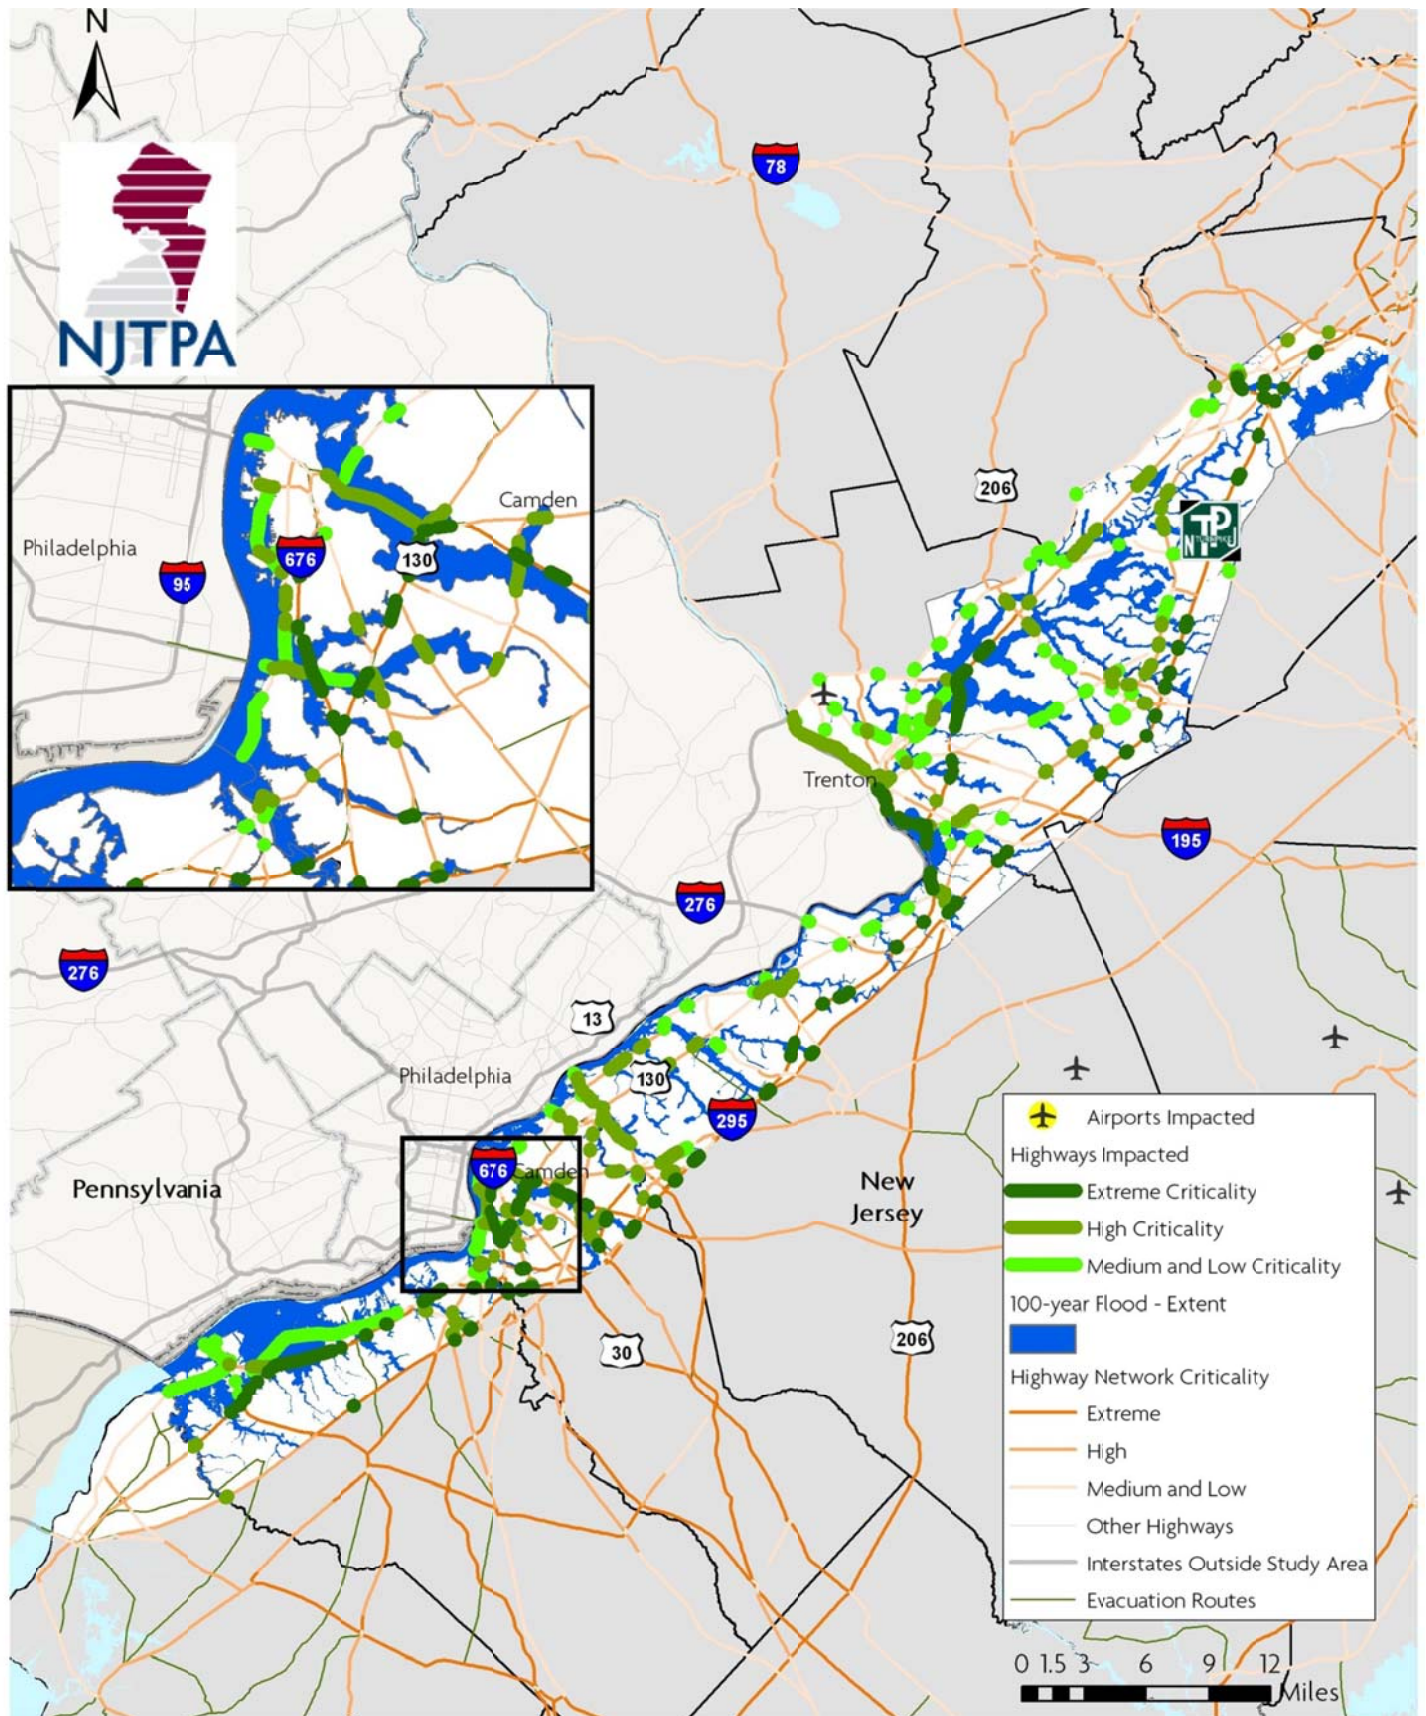 N
78
NJTPA
206
Philadelphia
95
676
130
Camden
TP
N TURNPIKE J
Trenton
195
276
276
13
Philadelphia
130
295
676
Camden
Pennsylvania
New
Jersey
30
206
Airports Impacted
Highways Impacted
Extreme Criticality
High Criticality
Medium and Low Criticality
100-year Flood - Extent
Highway Network Criticality
Extreme
High
Medium and Low
Other Highways
Interstates Outside Study Area
Evacuation Routes
0 1.5 3 6 9 12
Miles